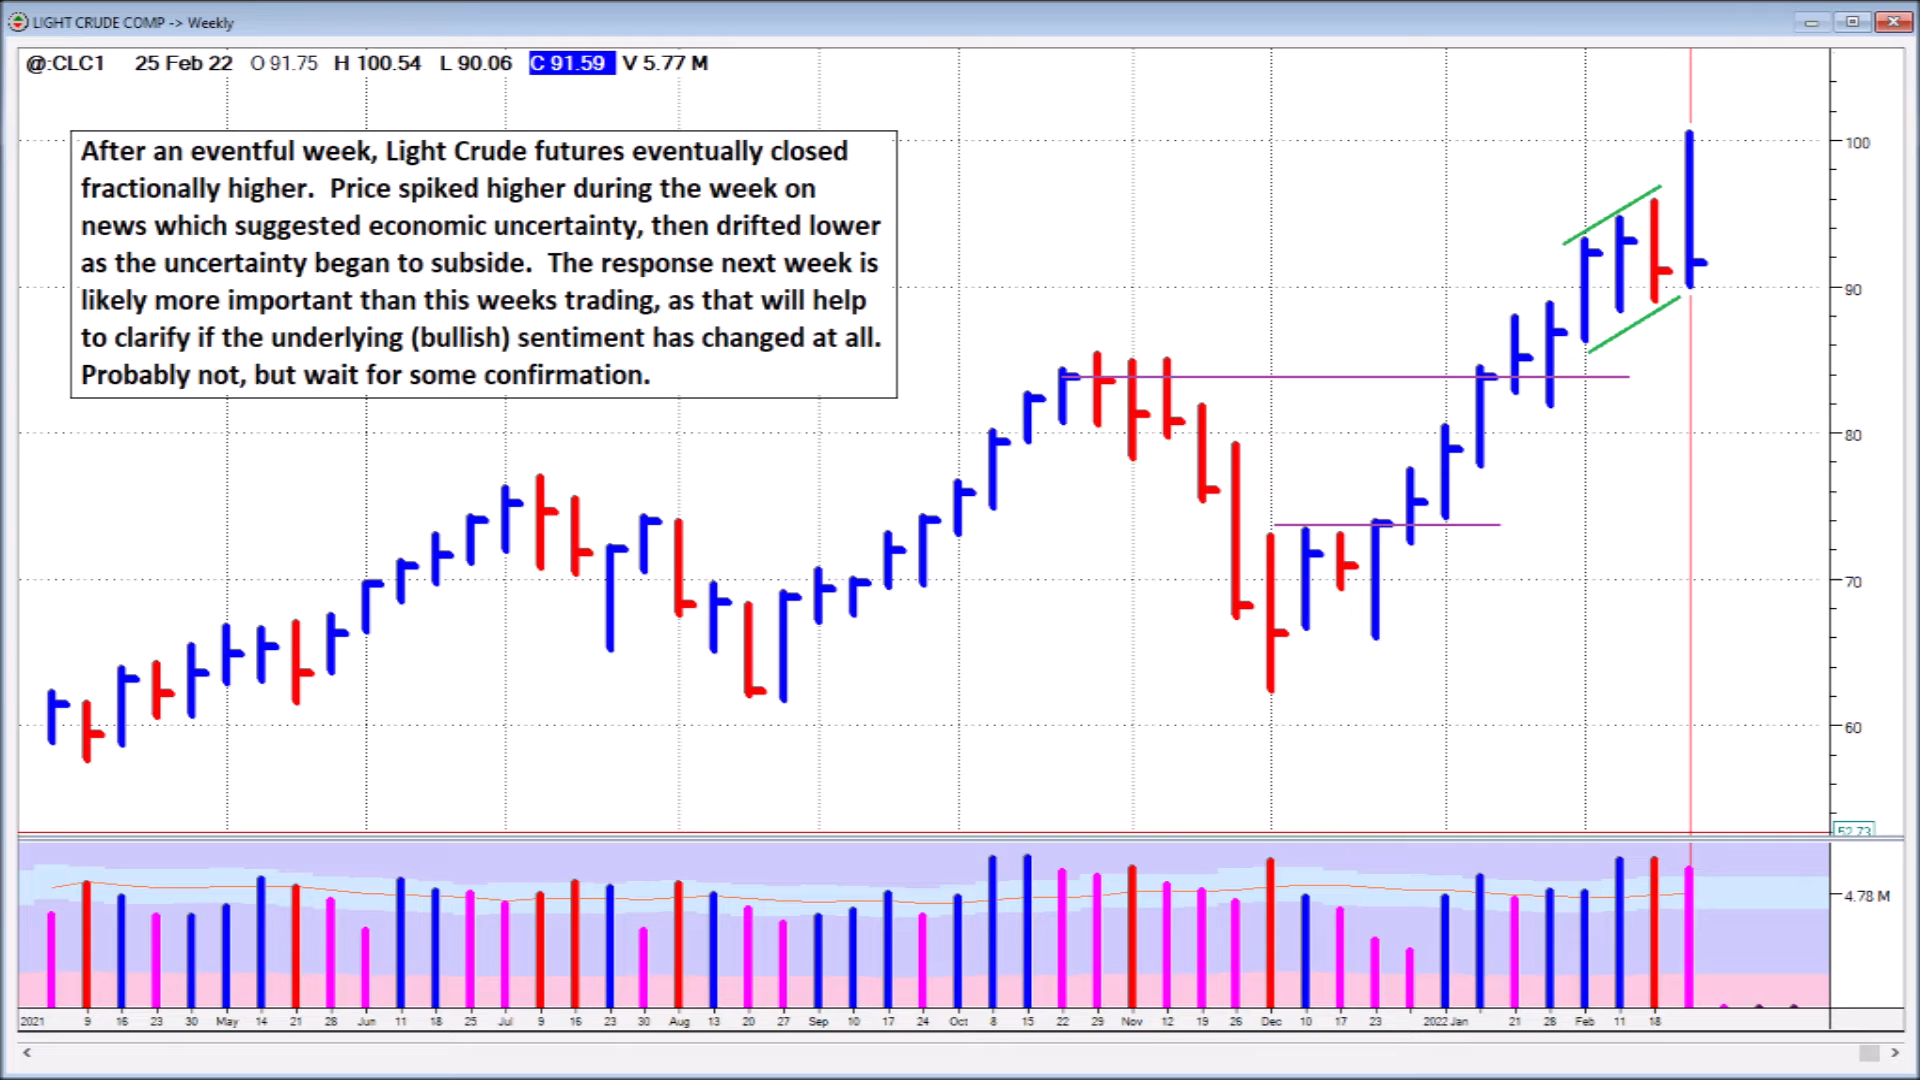 LIGHT CRUDE COMP -> Weekly
@:CLC1 25 Feb 22 O 91.75 H 100.54 L 90.06 C 91.59 V 5.77 M
After an eventful week, Light Crude futures eventually closed
fractionally higher. Price spiked higher during the week on
news which suggested economic uncertainty, then drifted lower
as the uncertainty began to subside. The response next week is
likely more important than this weeks trading, as that will help
to clarify if the underlying (bullish) sentiment has changed at all.
Probably not, but wait for some confirmation.
100
90
80
70
60
52.73
4.78 M
2021 9 16 23 30 May 14 21 28 Jun 11 18 25 Jul 9 16 23 30 Aug 13 20 27 Sep 10 17 24 Oct 8 15 22 29 Nov 12 19 26 Dec 10 17 23 2022 Jan 21 28 Feb 11 18